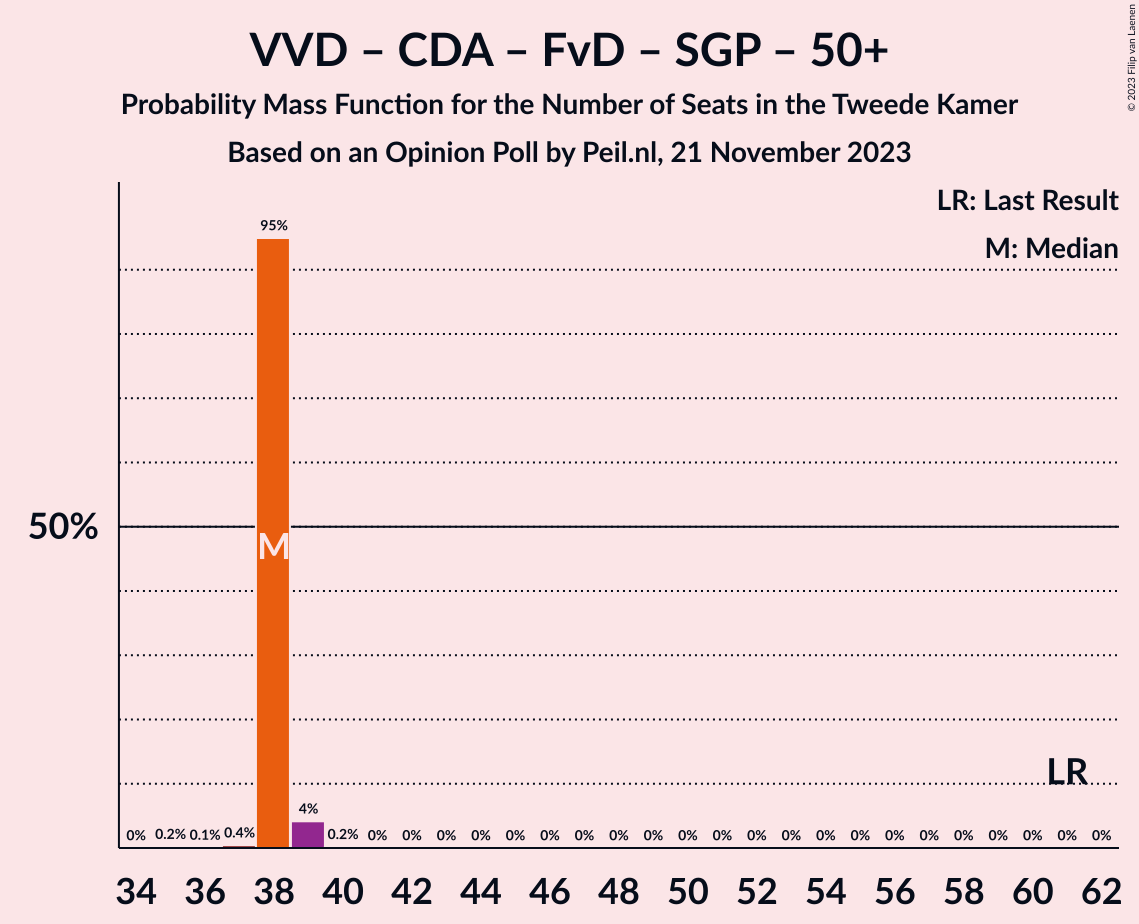 VVD – CDA – FvD – SGP – 50+
Probability Mass Function for the Number of Seats in the Tweede Kamer
Based on an Opinion Poll by Peil.nl, 21 November 2023
© 2023 Filip van Laenen
LR: Last Result
M: Median
95%
50%
M
LR
4%
0% 0.2% 0.1% 0.4% 0.2% 0% 0% 0% 0% 0% 0% 0% 0% 0% 0% 0% 0% 0% 0% 0% 0% 0% 0% 0% 0% 0% 0%
34 36 38 40 42 44 46 48 50 52 54 56 58 60 62